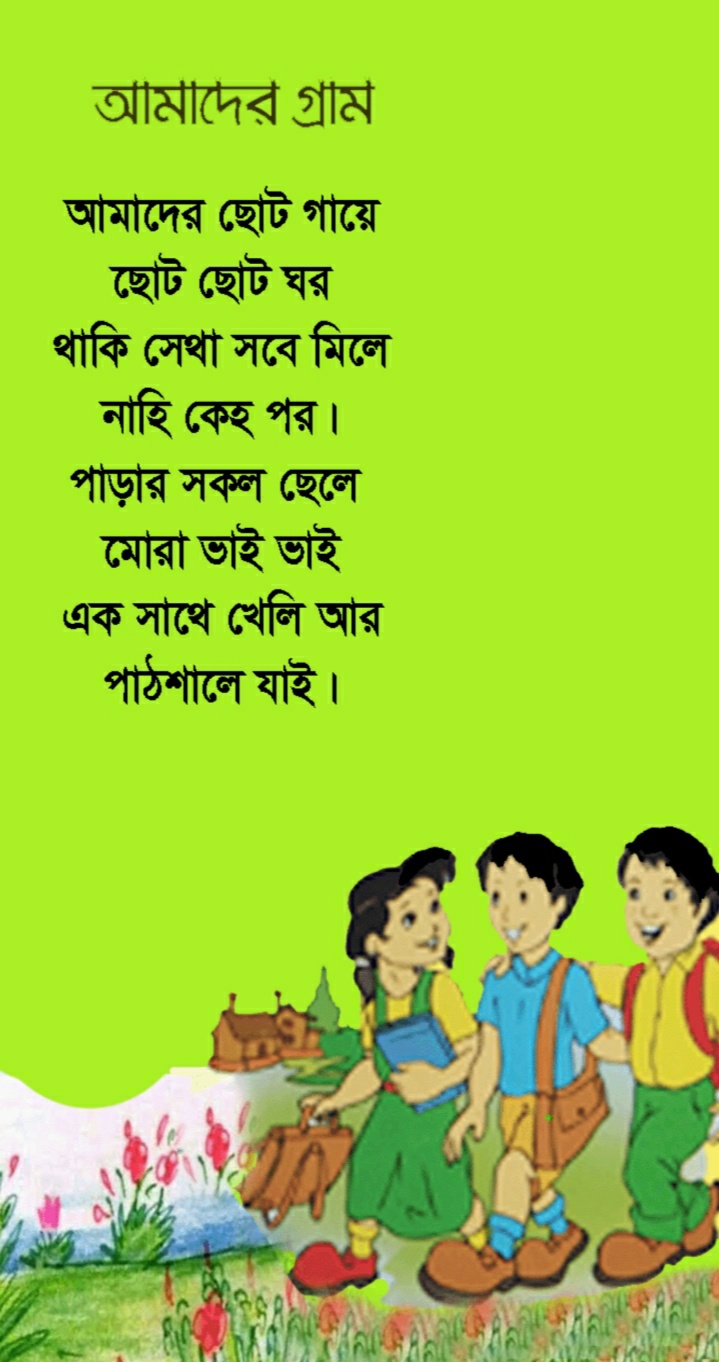 আমাদের গ্রাম
আমাদের ছোট গায়ে
ছোট ছোট ঘর
থাকি সেথা সবে মিলে
নাহি কেহ পর।
পাড়ার সকল ছেলে
মোরা ভাই ভাই
এক সাথে খেলি আর
পাঠশালে যাই।